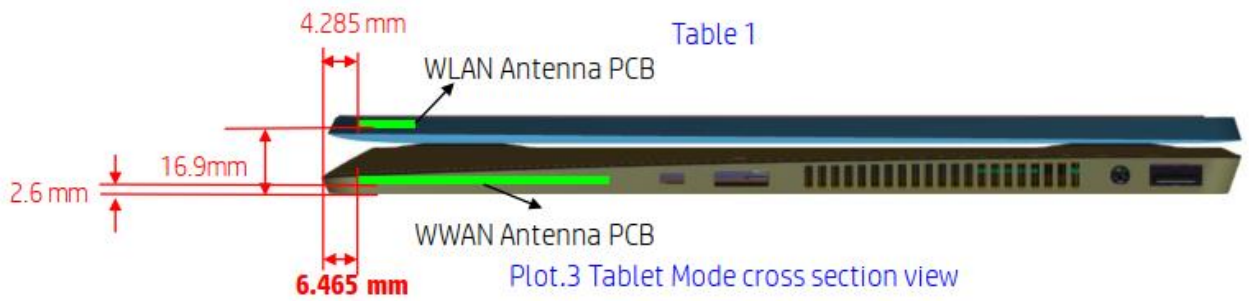 4.285 mm
Table 1
WLAN Antenna PCB
16.9mm
2.6 mm
WWAN Antenna PCB
6.465 mm
Plot.3 Tablet Mode cross section view